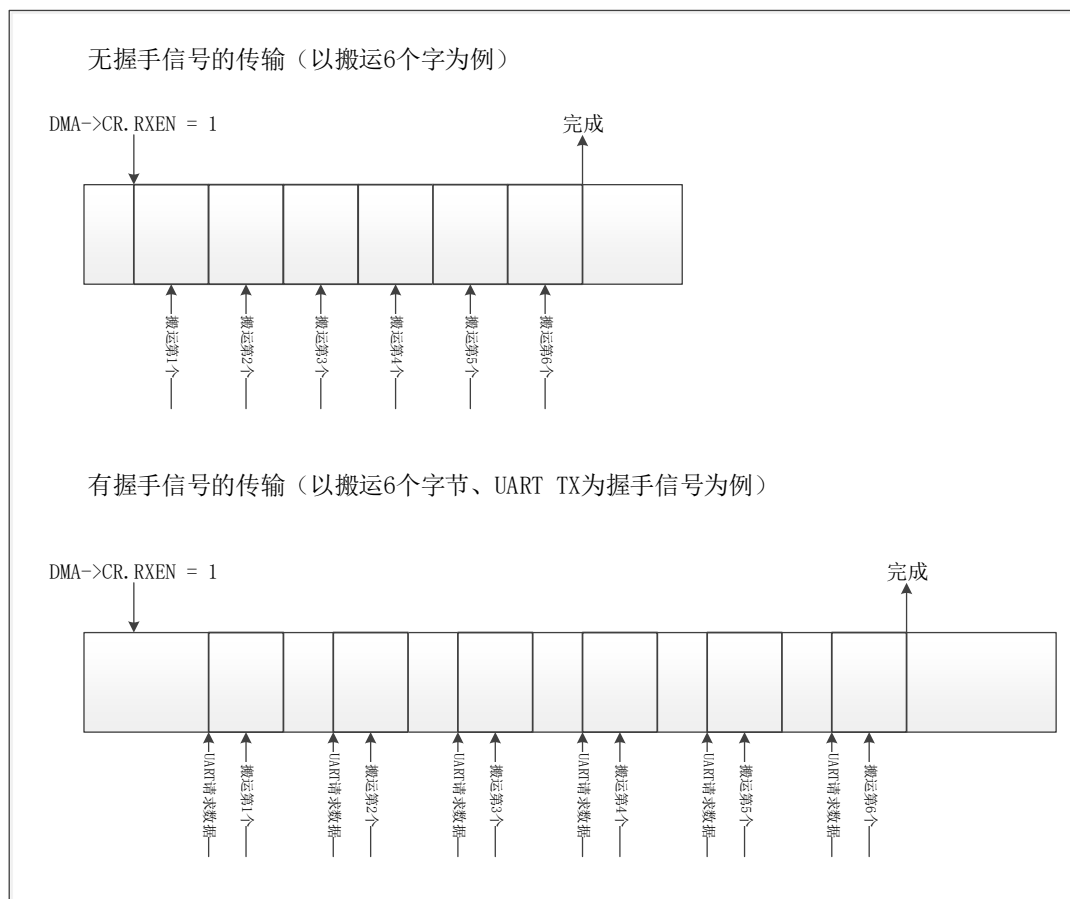 无握手信号的传输（以搬运6个字为例）
DMA->CR.RXEN = 1
完成
搬运第1个
搬运第2个
搬运第3个
搬运第4个
搬运第5个
搬运第6个
有握手信号的传输（以搬运6个字节、UART TX为握手信号为例）
DMA->CR.RXEN = 1
完成
UART请求数据
搬运第1个
UART请求数据
搬运第2个
UART请求数据
搬运第3个
UART请求数据
搬运第4个
UART请求数据
搬运第5个
UART请求数据
搬运第6个